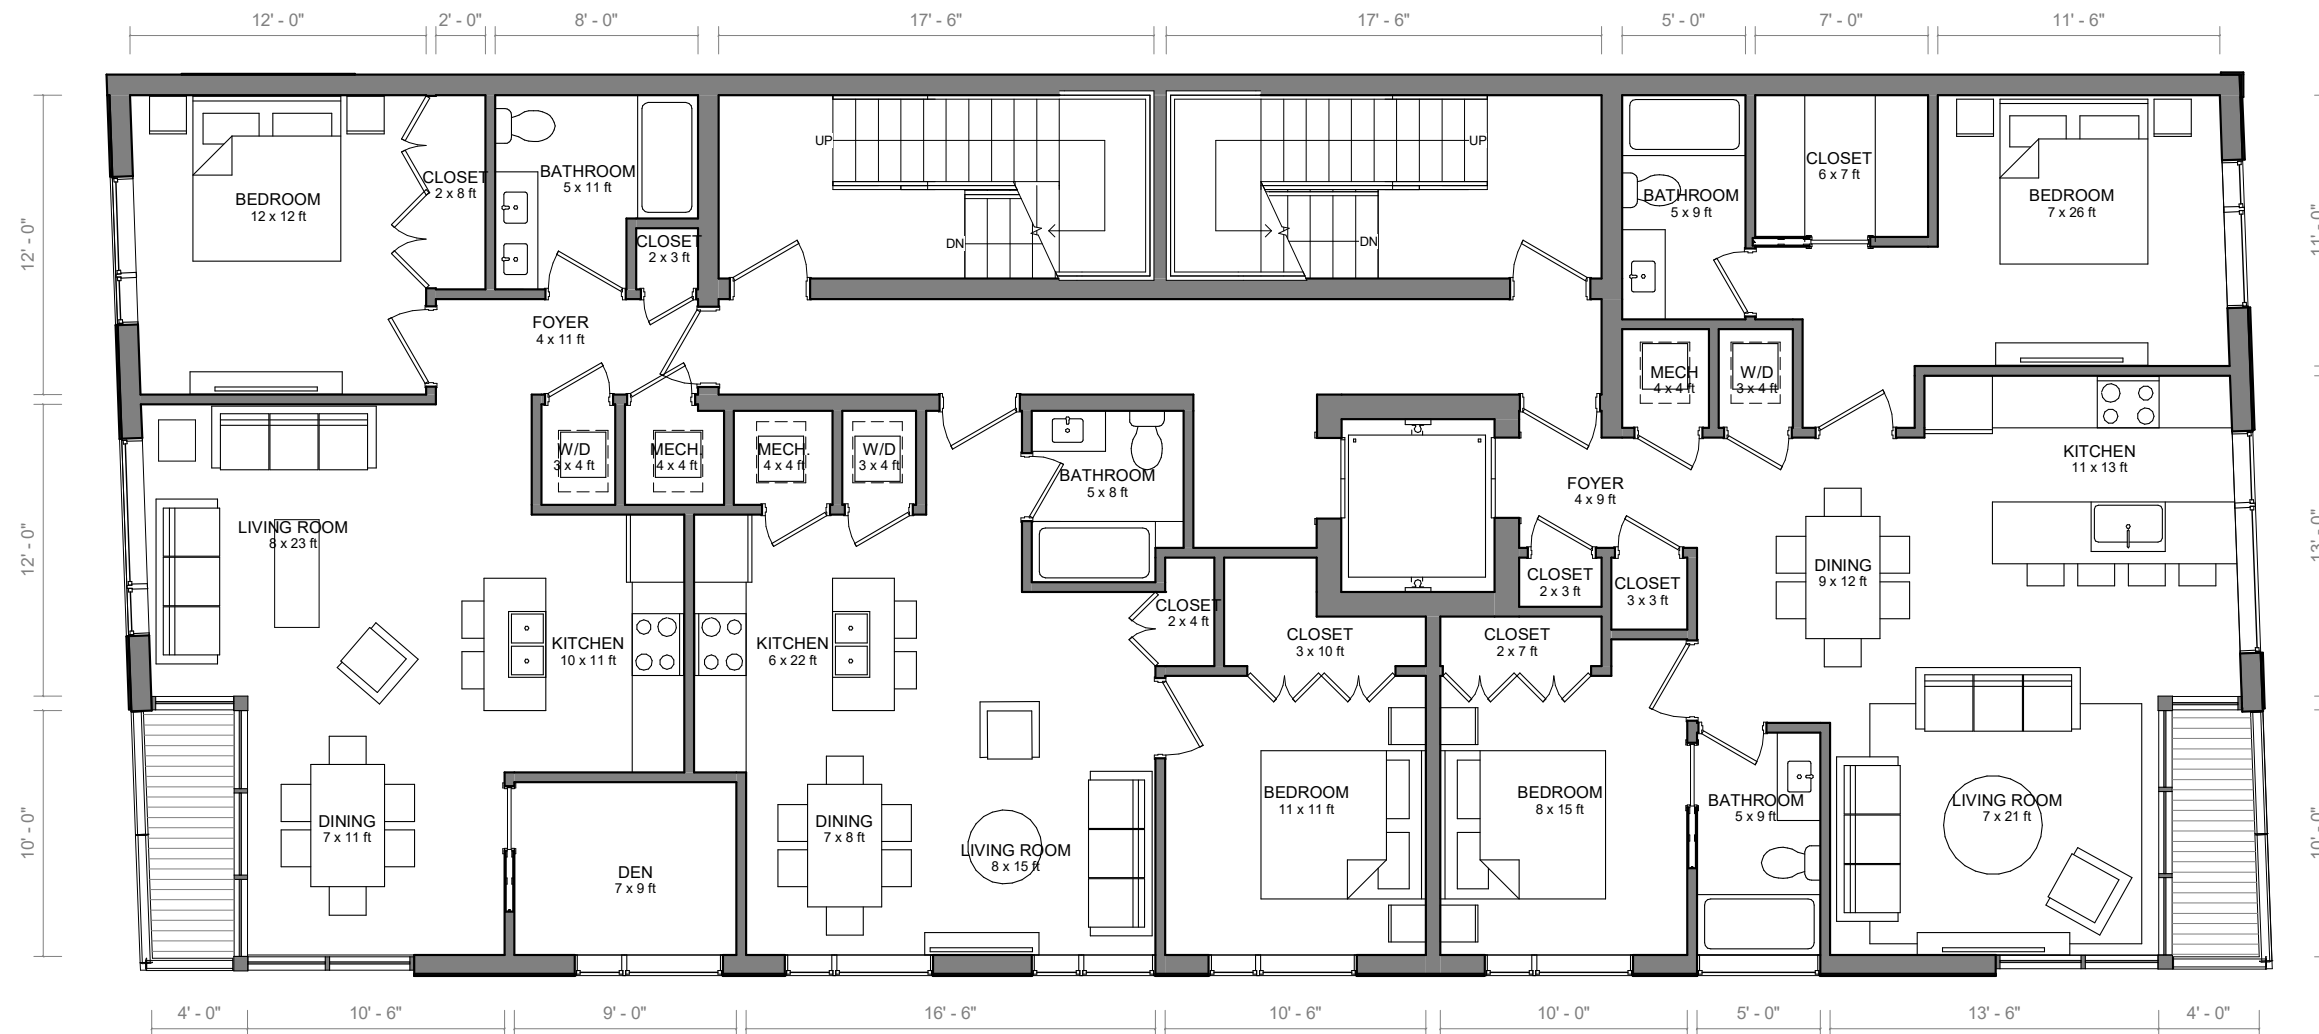 12' - 0"
2' - 0"
8' - 0"
17' - 6"
17' - 6"
5' - 0"
7' - 0"
11' - 6"
UP
UP
DN
DN
BEDROOM
12 x 12 ft
CLOSET
2 x 8 ft
BATHROOM
5 x 11 ft
CLOSET
2 x 3 ft
BATHROOM
5 x 9 ft
CLOSET
6 x 7 ft
BEDROOM
7 x 26 ft
12' - 0"
11' - 0"
FOYER
4 x 11 ft
MECH
4 x 4 ft
W/D
3 x 4 ft
W/D
3 x 4 ft
MECH.
4 x 4 ft
MECH.
4 x 4 ft
W/D
3 x 4 ft
BATHROOM
5 x 8 ft
FOYER
4 x 9 ft
KITCHEN
11 x 13 ft
LIVING ROOM
8 x 23 ft
12' - 0"
13' - 0"
CLOSET
2 x 4 ft
CLOSET
2 x 3 ft
CLOSET
3 x 3 ft
DINING
9 x 12 ft
KITCHEN
10 x 11 ft
KITCHEN
6 x 22 ft
CLOSET
3 x 10 ft
CLOSET
2 x 7 ft
DINING
7 x 11 ft
DEN
7 x 9 ft
DINING
7 x 8 ft
LIVING ROOM
8 x 15 ft
BEDROOM
11 x 11 ft
BEDROOM
8 x 15 ft
BATHROOM
5 x 9 ft
LIVING ROOM
7 x 21 ft
10' - 0"
10' - 0"
4' - 0"
10' - 6"
9' - 0"
16' - 6"
10' - 6"
10' - 0"
5' - 0"
13' - 6"
4' - 0"